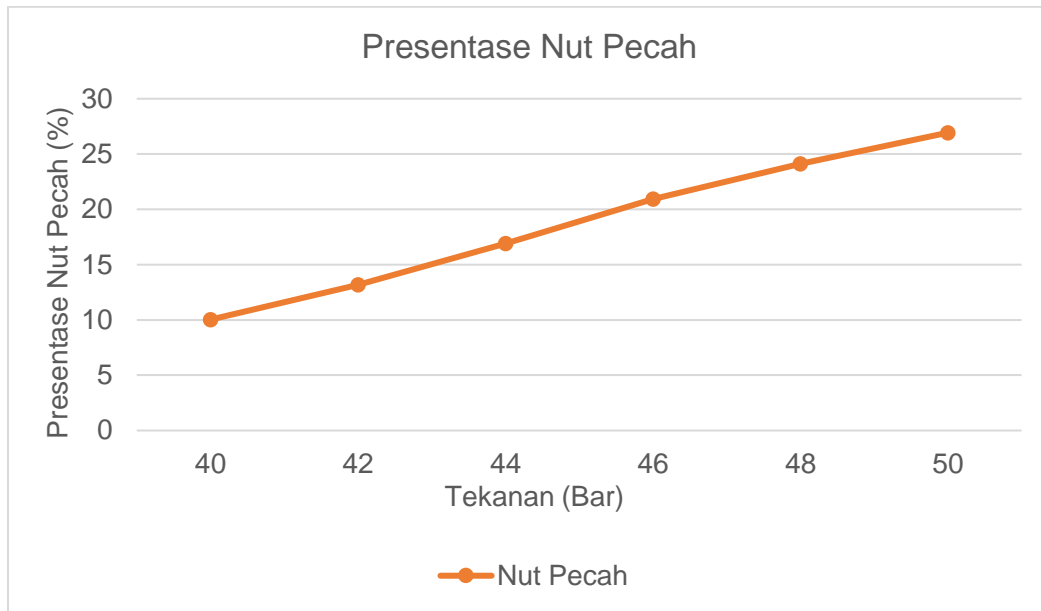 Presentase Nut Pecah
Presentase Nut Pecah (%)
30
25
20
15
10
5
0
40 42 44 46 48 50
Tekanan (Bar)
Nut Pecah